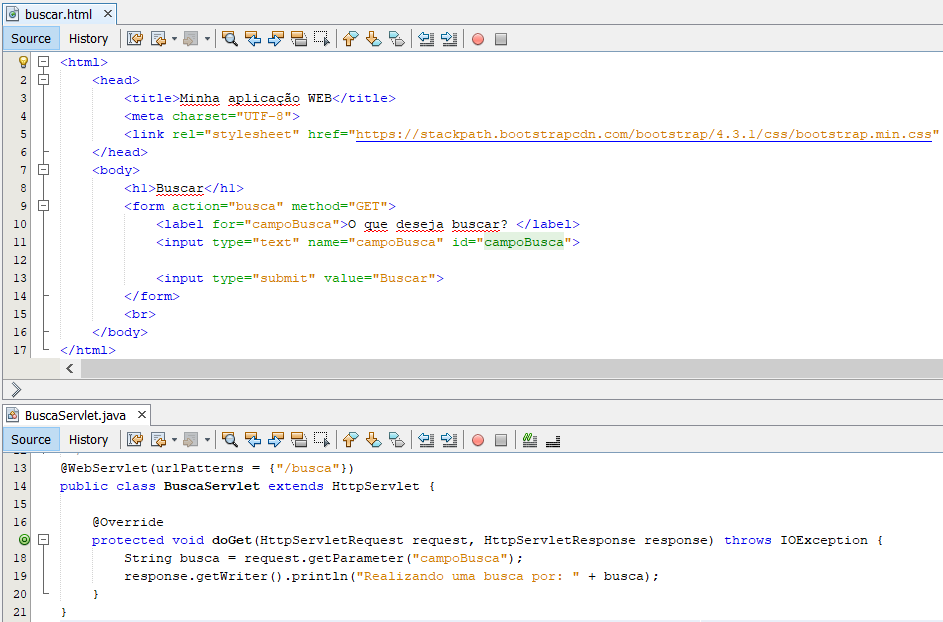 buscar.html
Source History
<html>
2 <head>
3 <title>Minha aplicação WEB</title>
4 <meta charset="UTF-8">
5 <link rel="stylesheet" href="https://stackpath.bootstrapcdn.com/bootstrap/4.3.1/css/bootstrap.min.css"
6 </head>
7 <body>
8 <h1>Buscar</h1>
9 <form action="busca" method="GET">
10 <label for="campoBusca">O que deseja buscar? </label>
11 <input type="text" name="campoBusca" id="campoBusca">
12
13 <input type="submit" value="Buscar">
14 </form>
15 <br>
16 </body>
17 </html>
BuscaServlet.java
Source History
13 @WebServlet(urlPatterns = {"/busca"})
14 public class BuscaServlet extends HttpServlet {
15
16 @Override
protected void doGet(HttpServletRequest request, HttpServletResponse response) throws IOException {
18 String busca = request.getParameter("campoBusca");
19 response.getWriter().println("Realizando uma busca por: " + busca);
20 }
21 }